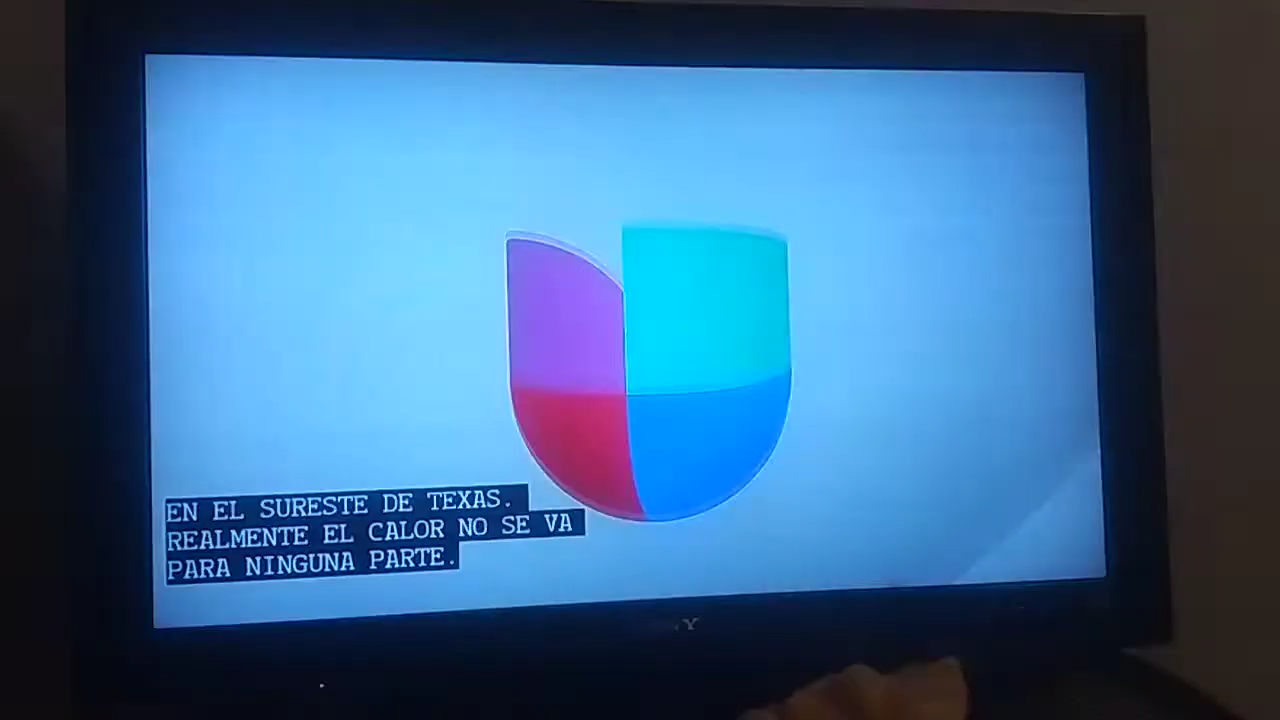 EN EL SURESTE DE TEXAS.
REALMENTE EL CALOR NO SE VA
PARA NINGUNA PARTE.